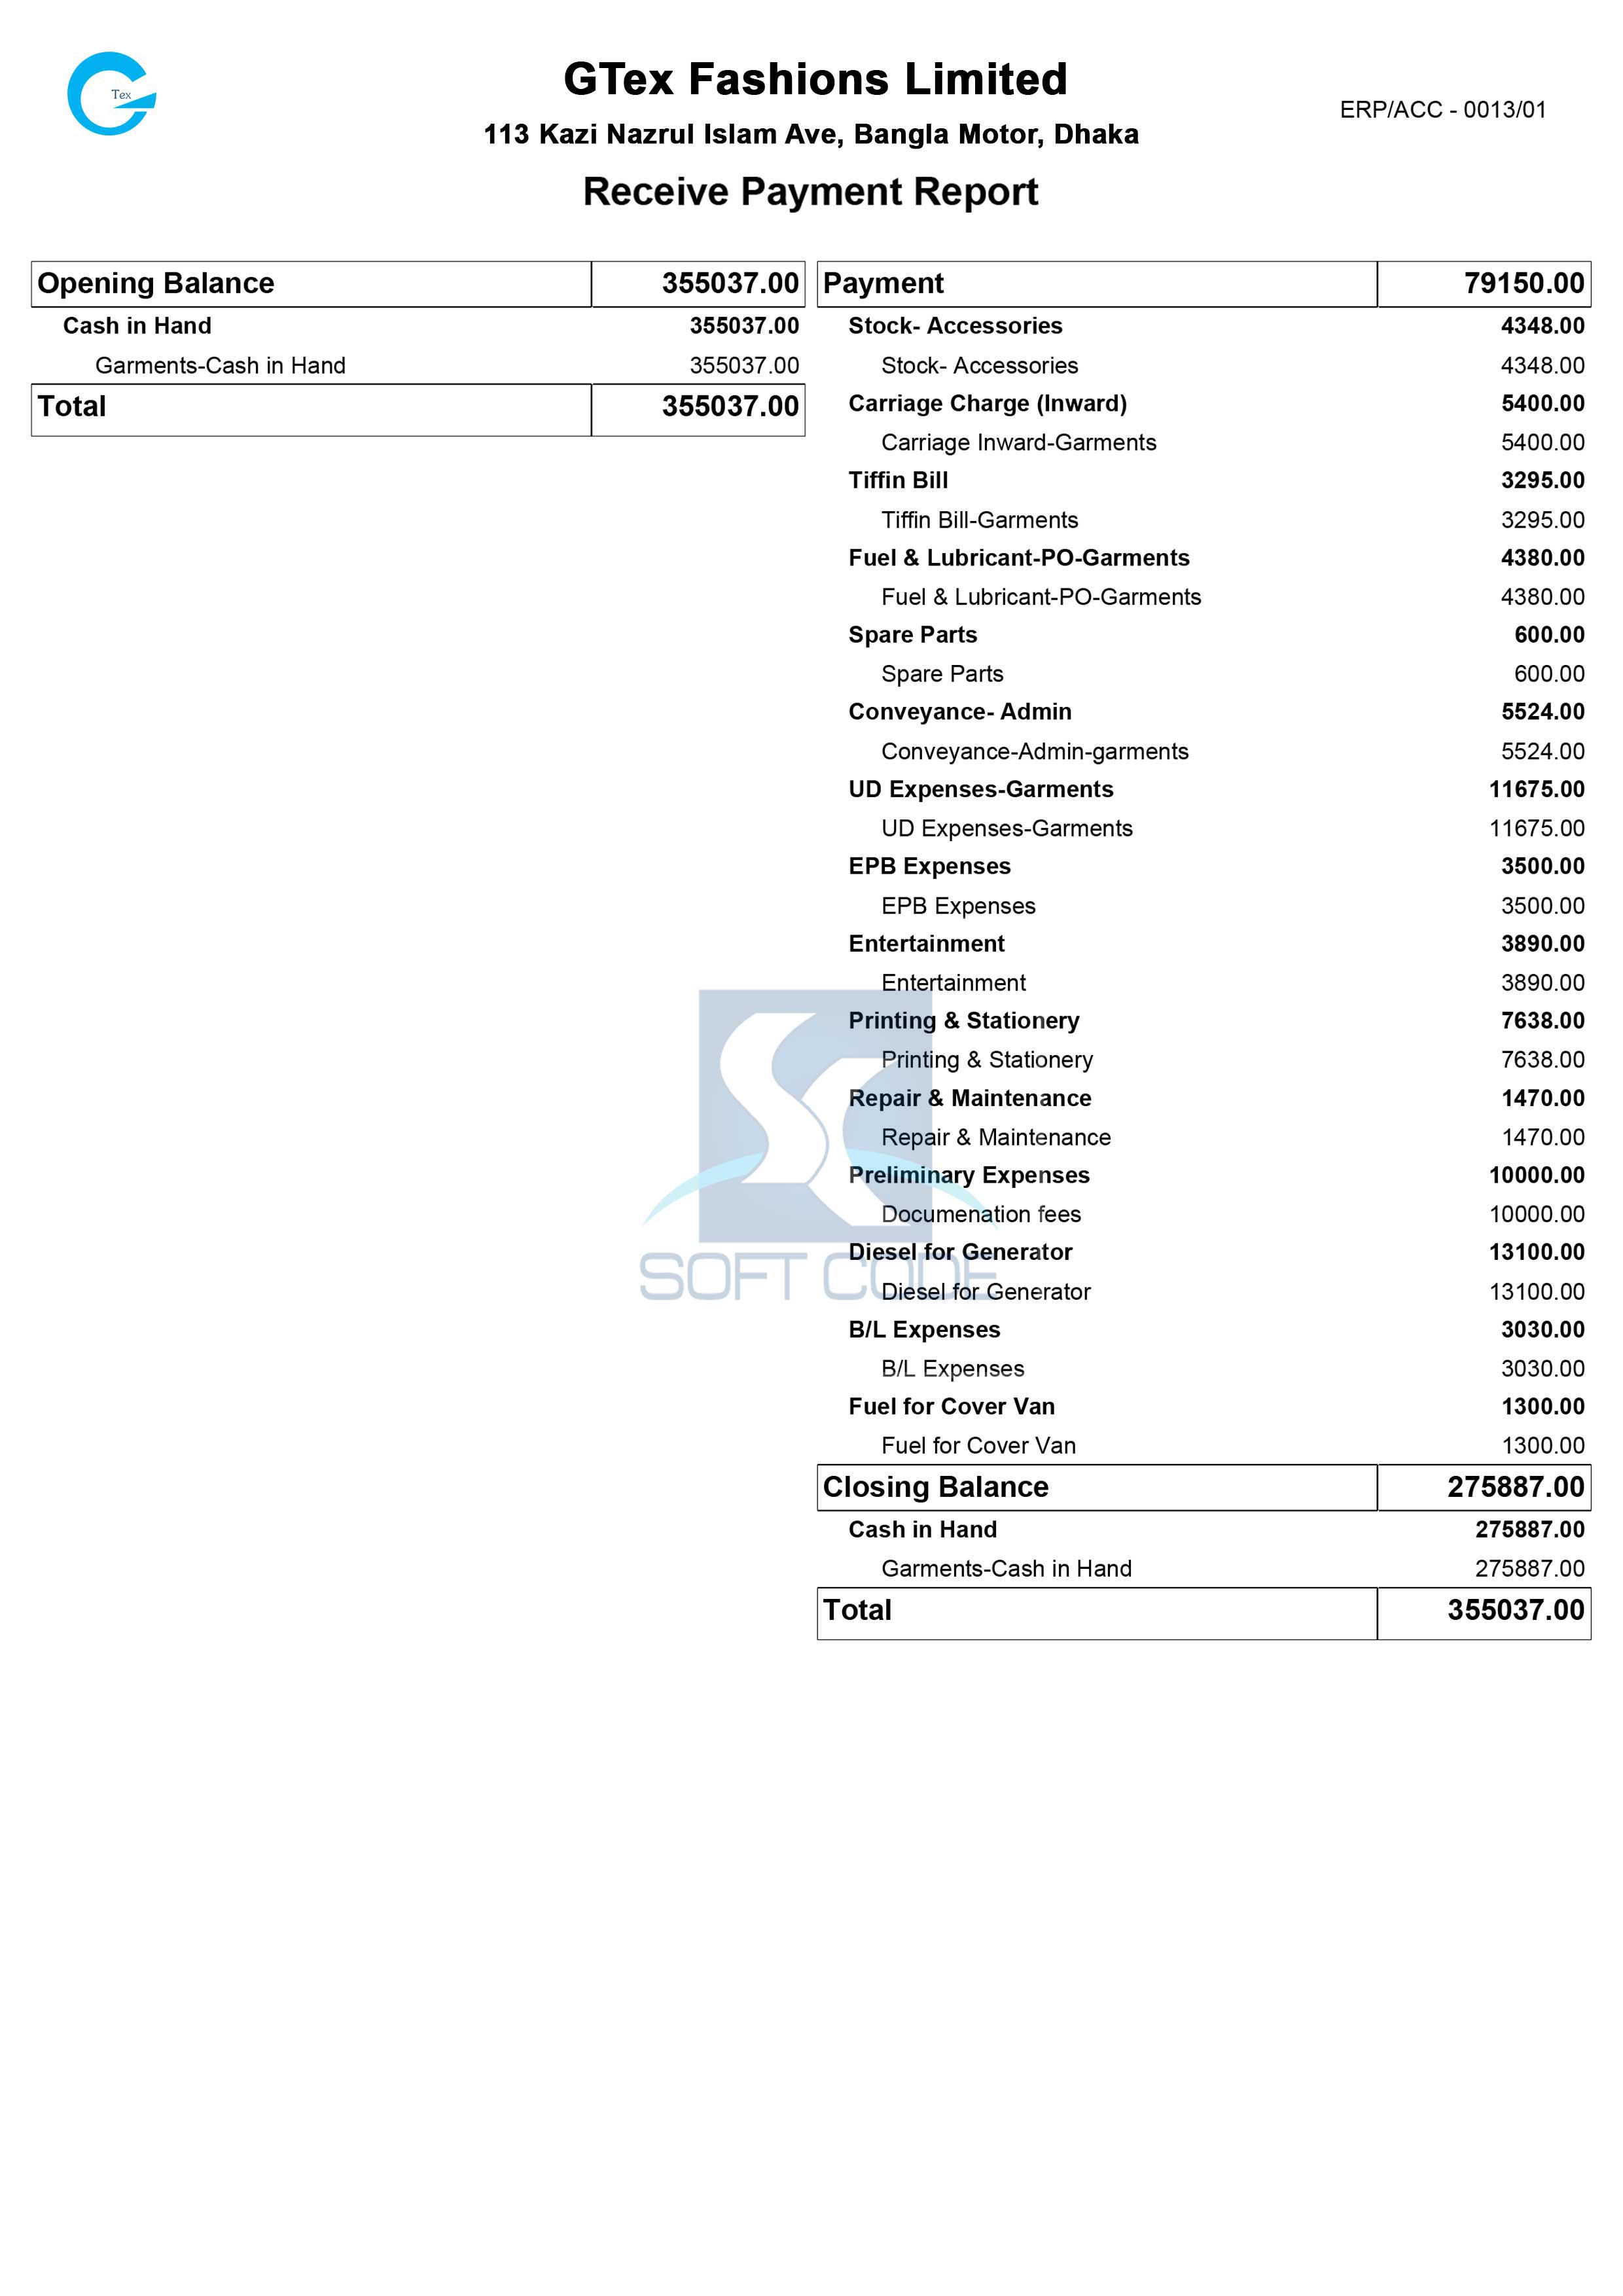 Tex
GTex Fashions Limited
ERP/ACC - 0013/01
113 Kazi Nazrul Islam Ave, Bangla Motor, Dhaka
Receive Payment Report
Opening Balance 355037.00
Cash in Hand 355037.00
Garments-Cash in Hand 355037.00
Total 355037.00
Payment 79150.00
Stock- Accessories 4348.00
Stock- Accessories 4348.00
Carriage Charge (Inward) 5400.00
Carriage Inward-Garments 5400.00
Tiffin Bill 3295.00
Tiffin Bill-Garments 3295.00
Fuel & Lubricant-PO-Garments 4380.00
Fuel & Lubricant-PO-Garments 4380.00
Spare Parts 600.00
Spare Parts 600.00
Conveyance- Admin 5524.00
Conveyance-Admin-garments 5524.00
UD Expenses-Garments 11675.00
UD Expenses-Garments 11675.00
EPB Expenses 3500.00
EPB Expenses 3500.00
Entertainment 3890.00
Entertainment 3890.00
Printing & Stationery 7638.00
Printing & Stationery 7638.00
Repair & Maintenance 1470.00
Repair & Maintenance 1470.00
Preliminary Expenses 10000.00
Documenation fees 10000.00
Diesel for Generator 13100.00
Diesel for Generator 13100.00
B/L Expenses 3030.00
B/L Expenses 3030.00
Fuel for Cover Van 1300.00
Fuel for Cover Van 1300.00
Closing Balance 275887.00
Cash in Hand 275887.00
Garments-Cash in Hand 275887.00
Total 355037.00
SOFT CODE